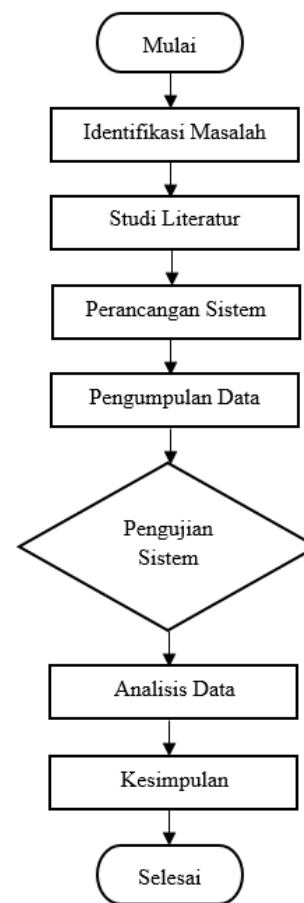 Mulai
Identifikasi Masalah
Studi Literatur
Perancangan Sistem
Pengumpulan Data
Pengujian
Sistem
Analisis Data
Kesimpulan
Selesai